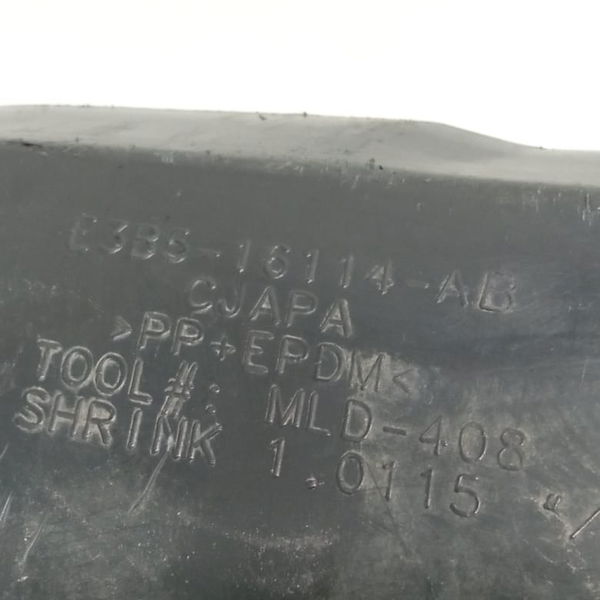 E3B5-16114-AB
CJAPA
>PP+EPDM<
TOOL#: MLD-408
SHRINK 1.0115 "/